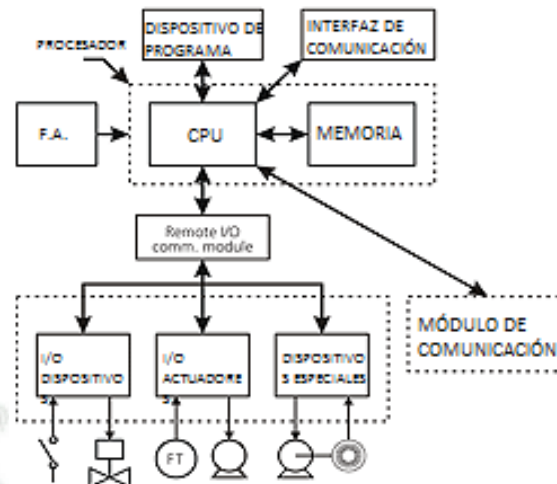 DISPOSITIVO DE
PROGRAMA
INTERFAZ DE
COMUNICACIÓN
PROCESADOR
F.A.
CPU
MEMORIA
Remote I/O
comm. module
MÓDULO DE
COMUNICACIÓN
I/O
DISPOSITIVO
S
I/O
ACTUADORE
S
DISPOSITIVO
S ESPECIALES
FT